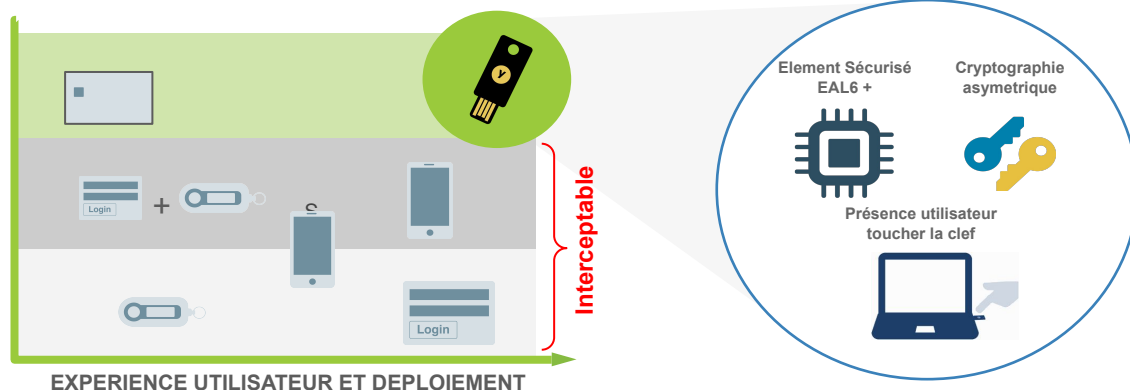 y
Element Sécurisé
EAL6 +
Cryptographie
asymetrique
Login
+
S
Interceptable
Présence utilisateur
toucher la clef
Login
EXPERIENCE UTILISATEUR ET DEPLOIEMENT